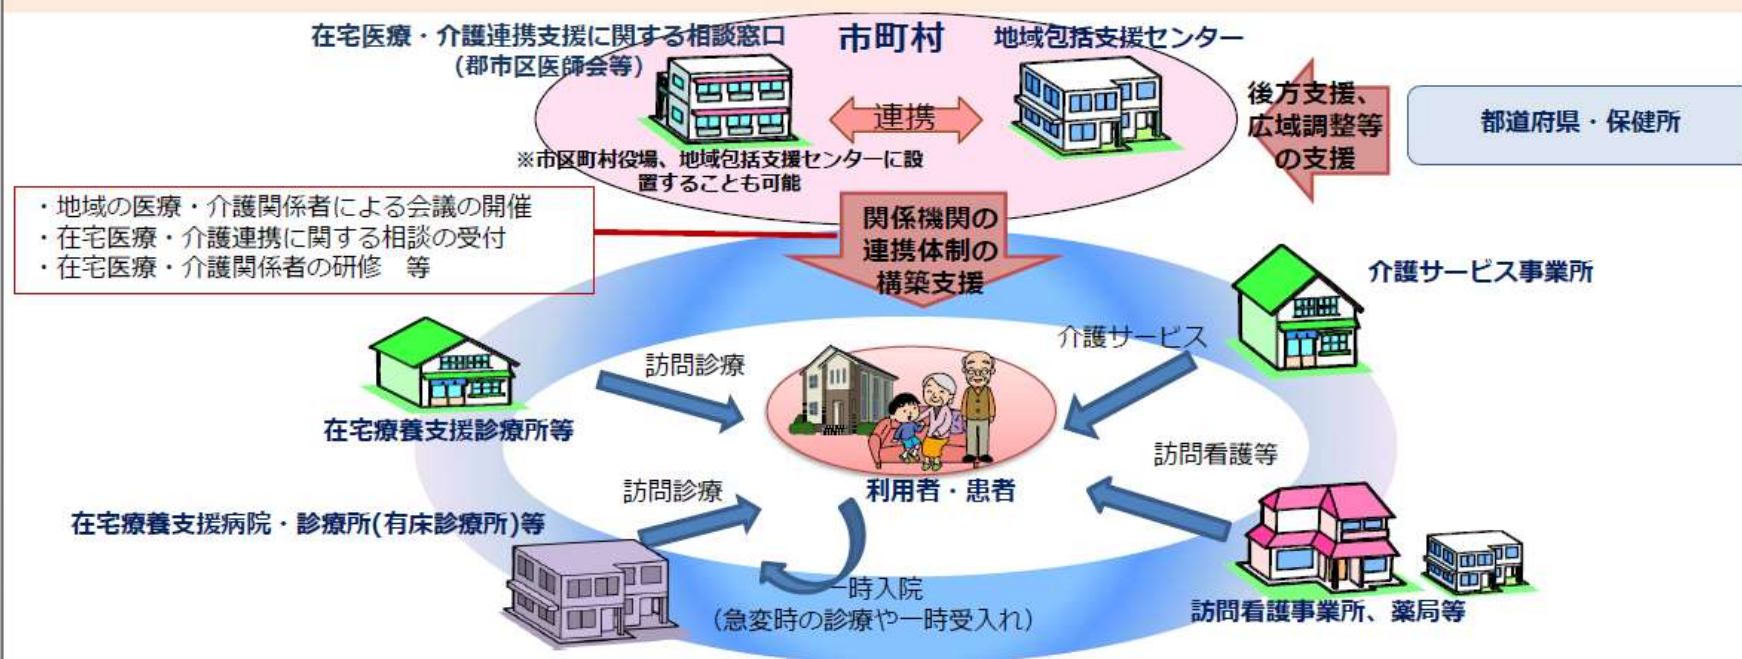 在宅医療・介護連携支援に関する相談窓口
(郡市区医師会等)
市町村
地域包括支援センター
連携
※市区町村役場、地域包括支援センターに設
置することも可能
後方支援、
広域調整等
の支援
都道府県・保健所
・地域の医療・介護関係者による会議の開催
・在宅医療・介護連携に関する相談の受付
・在宅医療・介護関係者の研修　等
関係機関の
連携体制の
構築支援
介護サービス事業所
介護サービス
訪問診療
在宅療養支援診療所等
訪問看護等
利用者・患者
訪問診療
在宅療養支援病院・診療所(有床診療所)等
一時入院
(急変時の診療や一時受入れ)
訪問看護事業所、薬局等